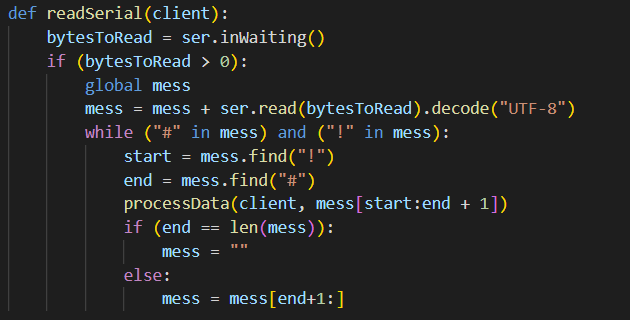 def readSerial(client):
    bytesToRead = ser.inWaiting()
    if (bytesToRead > 0):
        global mess
        mess = mess + ser.read(bytesToRead).decode("UTF-8")
        while ("#" in mess) and ("!" in mess):
            start = mess.find("!")
            end = mess.find("#")
            processData(client, mess[start:end + 1])
            if (end == len(mess)):
                mess = ""
            else:
                mess = mess[end+1:]